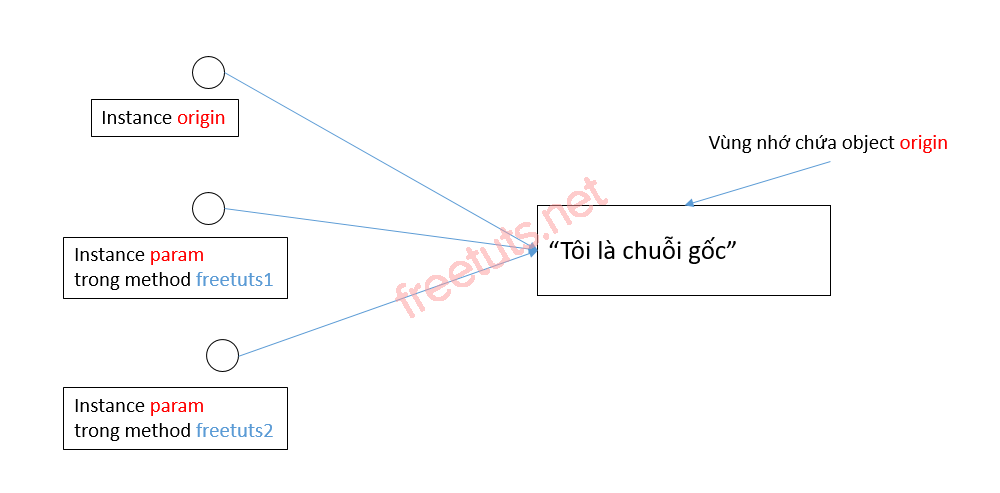 Instance origin
Vùng nhớ chứa object origin
freetuts.net
Instance param
trong method freetuts1
“Tôi là chuỗi gốc”
Instance param
trong method freetuts2